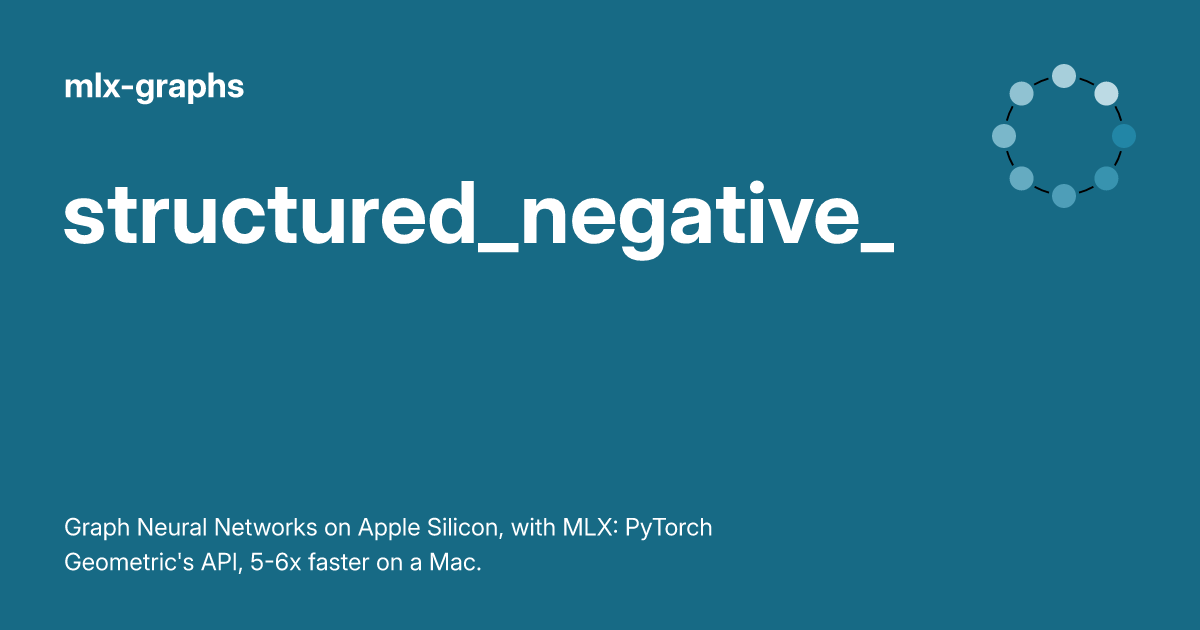 mlx-graphs
structured_negative_
Graph Neural Networks on Apple Silicon, with MLX: PyTorch
Geometric's API, 5-6x faster on a Mac.